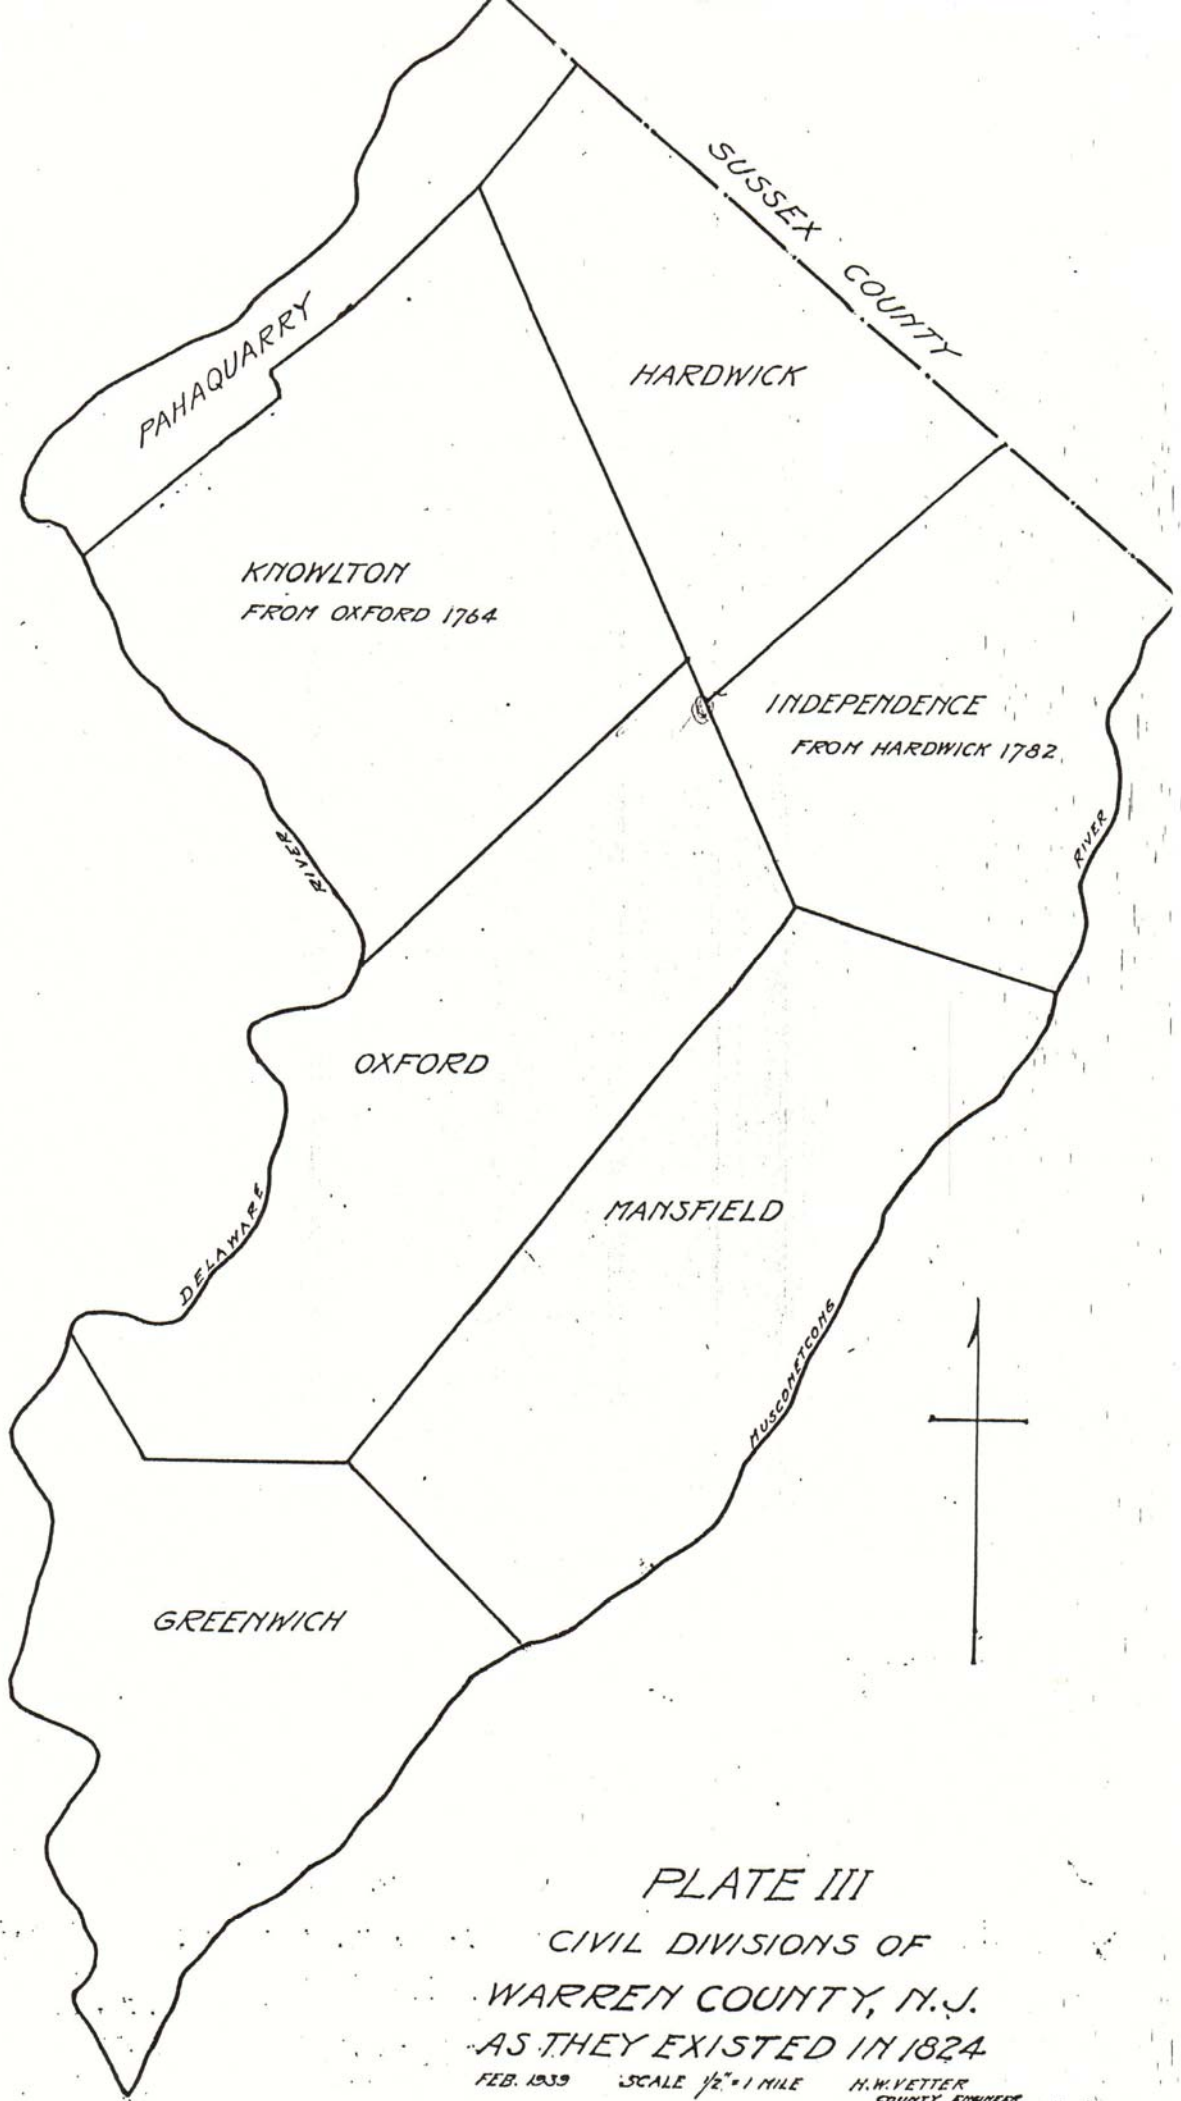 SUSSEX COUNTY
HARDWICK
PAHAQUARRY
KNOWLTON
FROM OXFORD 1764
INDEPENDENCE
FROM HARDWICK 1782
RIVER
RIVER
OXFORD
MANSFIELD
DELAWARE
MUSCONETCONG
GREENWICH
PLATE III
CIVIL DIVISIONS OF
WARREN COUNTY, N.J.
AS THEY EXISTED IN 1824
FEB. 1939 SCALE 1/2" = 1 MILE H.W. VETTER
COUNTY ENGINEER